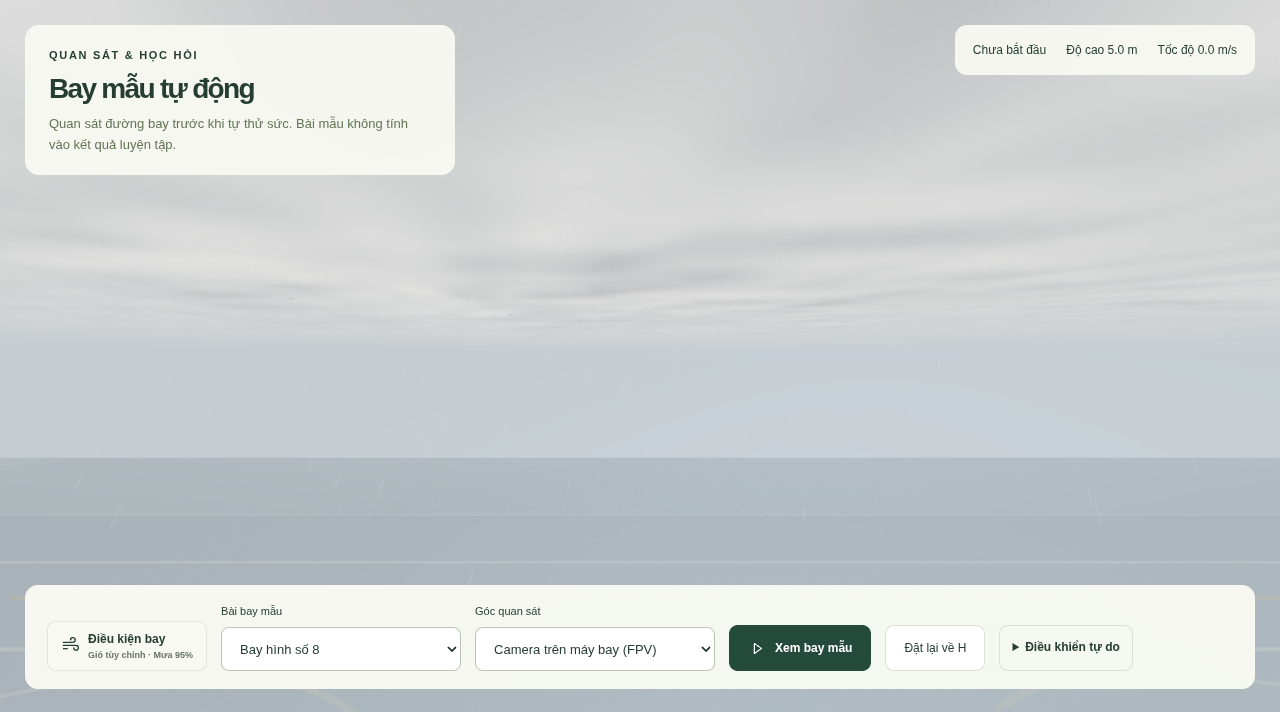 QUAN SÁT & HỌC HỎI
Bay mẫu tự động
Quan sát đường bay trước khi tự thử sức. Bài mẫu không tính
vào kết quả luyện tập.
Chưa bắt đầu Độ cao 5.0 m Tốc độ 0.0 m/s
Bài bay mẫu
Góc quan sát
Điều kiện bay
Gió tùy chỉnh · Mưa 95%
Bay hình số 8
Camera trên máy bay (FPV)
Xem bay mẫu
Đặt lại về H
Điều khiển tự do